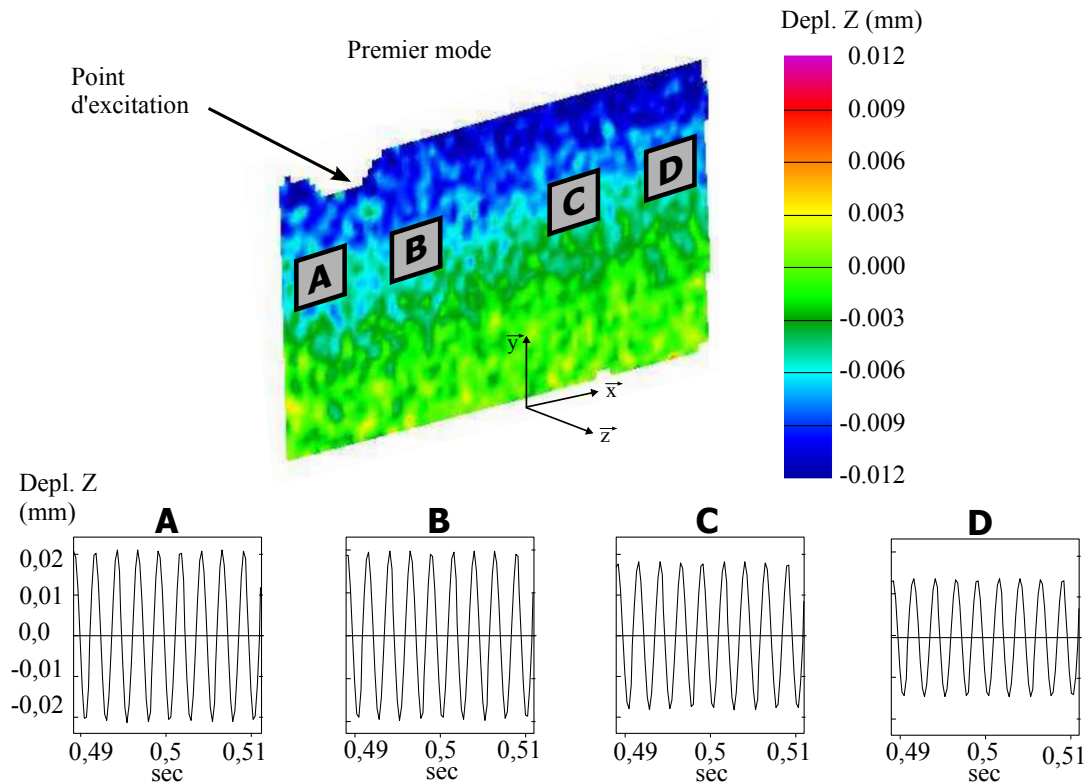 Depl. Z (mm)
Premier mode
Point
d'excitation
0.012
0.009
0.006
0.003
0.000
-0.003
-0.006
-0.009
-0.012
A
B
C
D
y
x
z
Depl. Z
(mm)
A
B
C
D
0,02
0,01
0,0
-0,01
-0,02
0,49 0,5 0,51
sec
0,49 0,5 0,51
sec
0,49 0,5 0,51
sec
0,49 0,5 0,51
sec